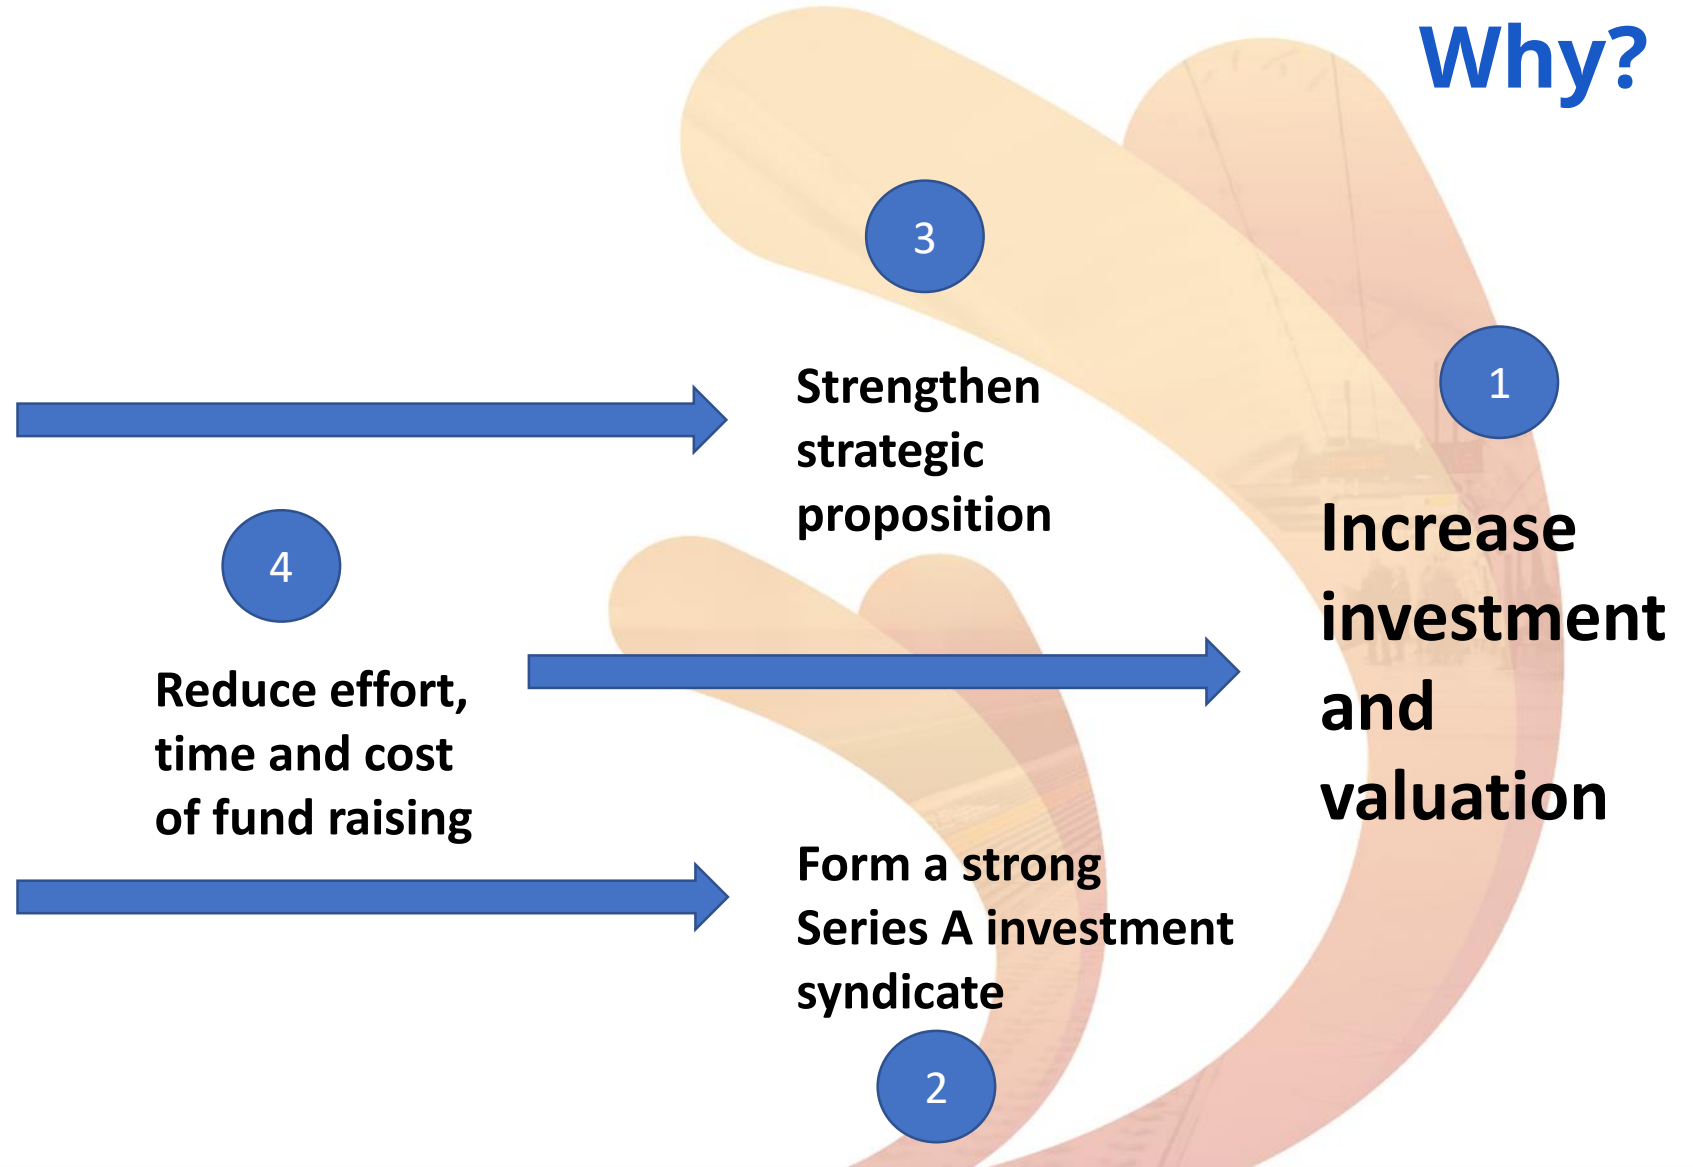 Why?
3
Strengthen
strategic
proposition
1
Increase
investment
and
valuation
4
Reduce effort,
time and cost
of fund raising
Form a strong
Series A investment
syndicate
2